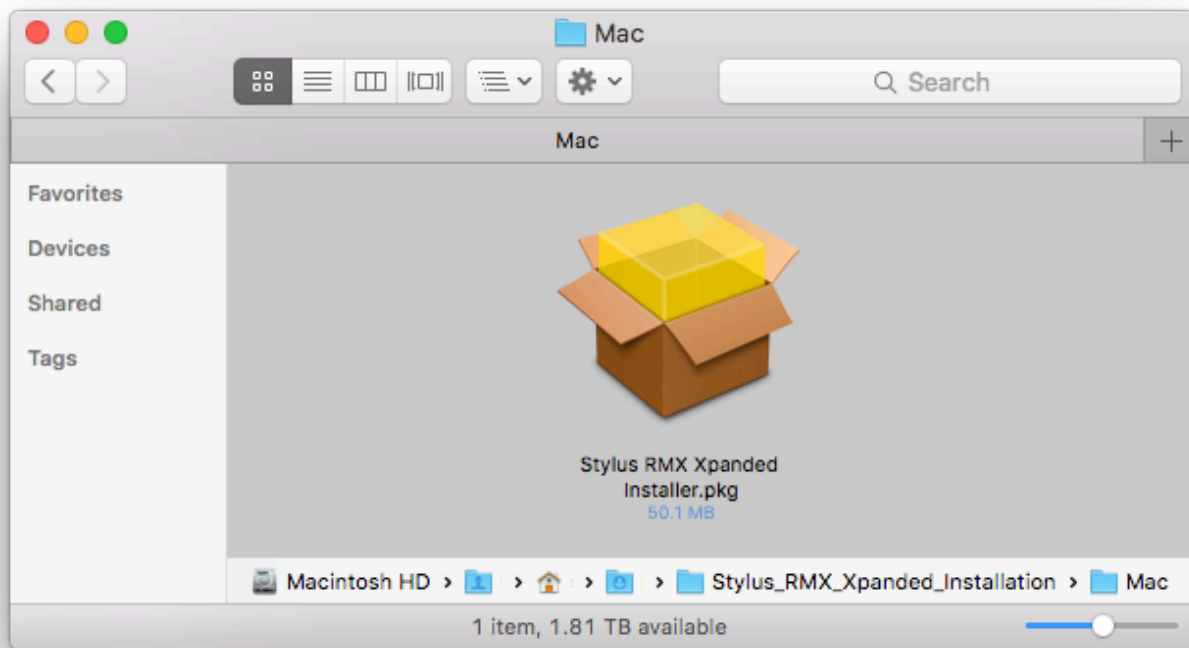 Mac
Search
Mac
Favorites
Devices
Shared
Tags
Stylus RMX Xpanded
Installer.pkg
50.1 MB
Macintosh HD › › › › Stylus_RMX_Xpanded_Installation › Mac
1 item, 1.81 TB available